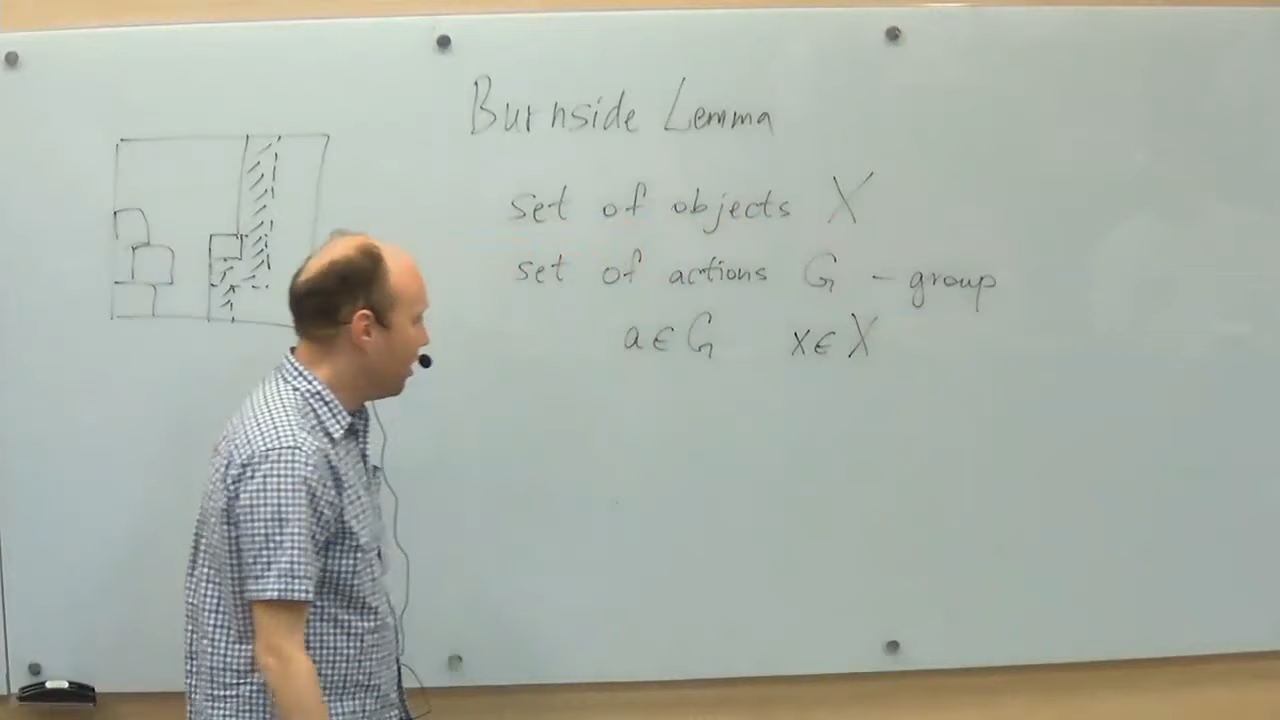 Burnside Lemma
set of objects X
set of actions G - group
a ∈ G x ∈ X